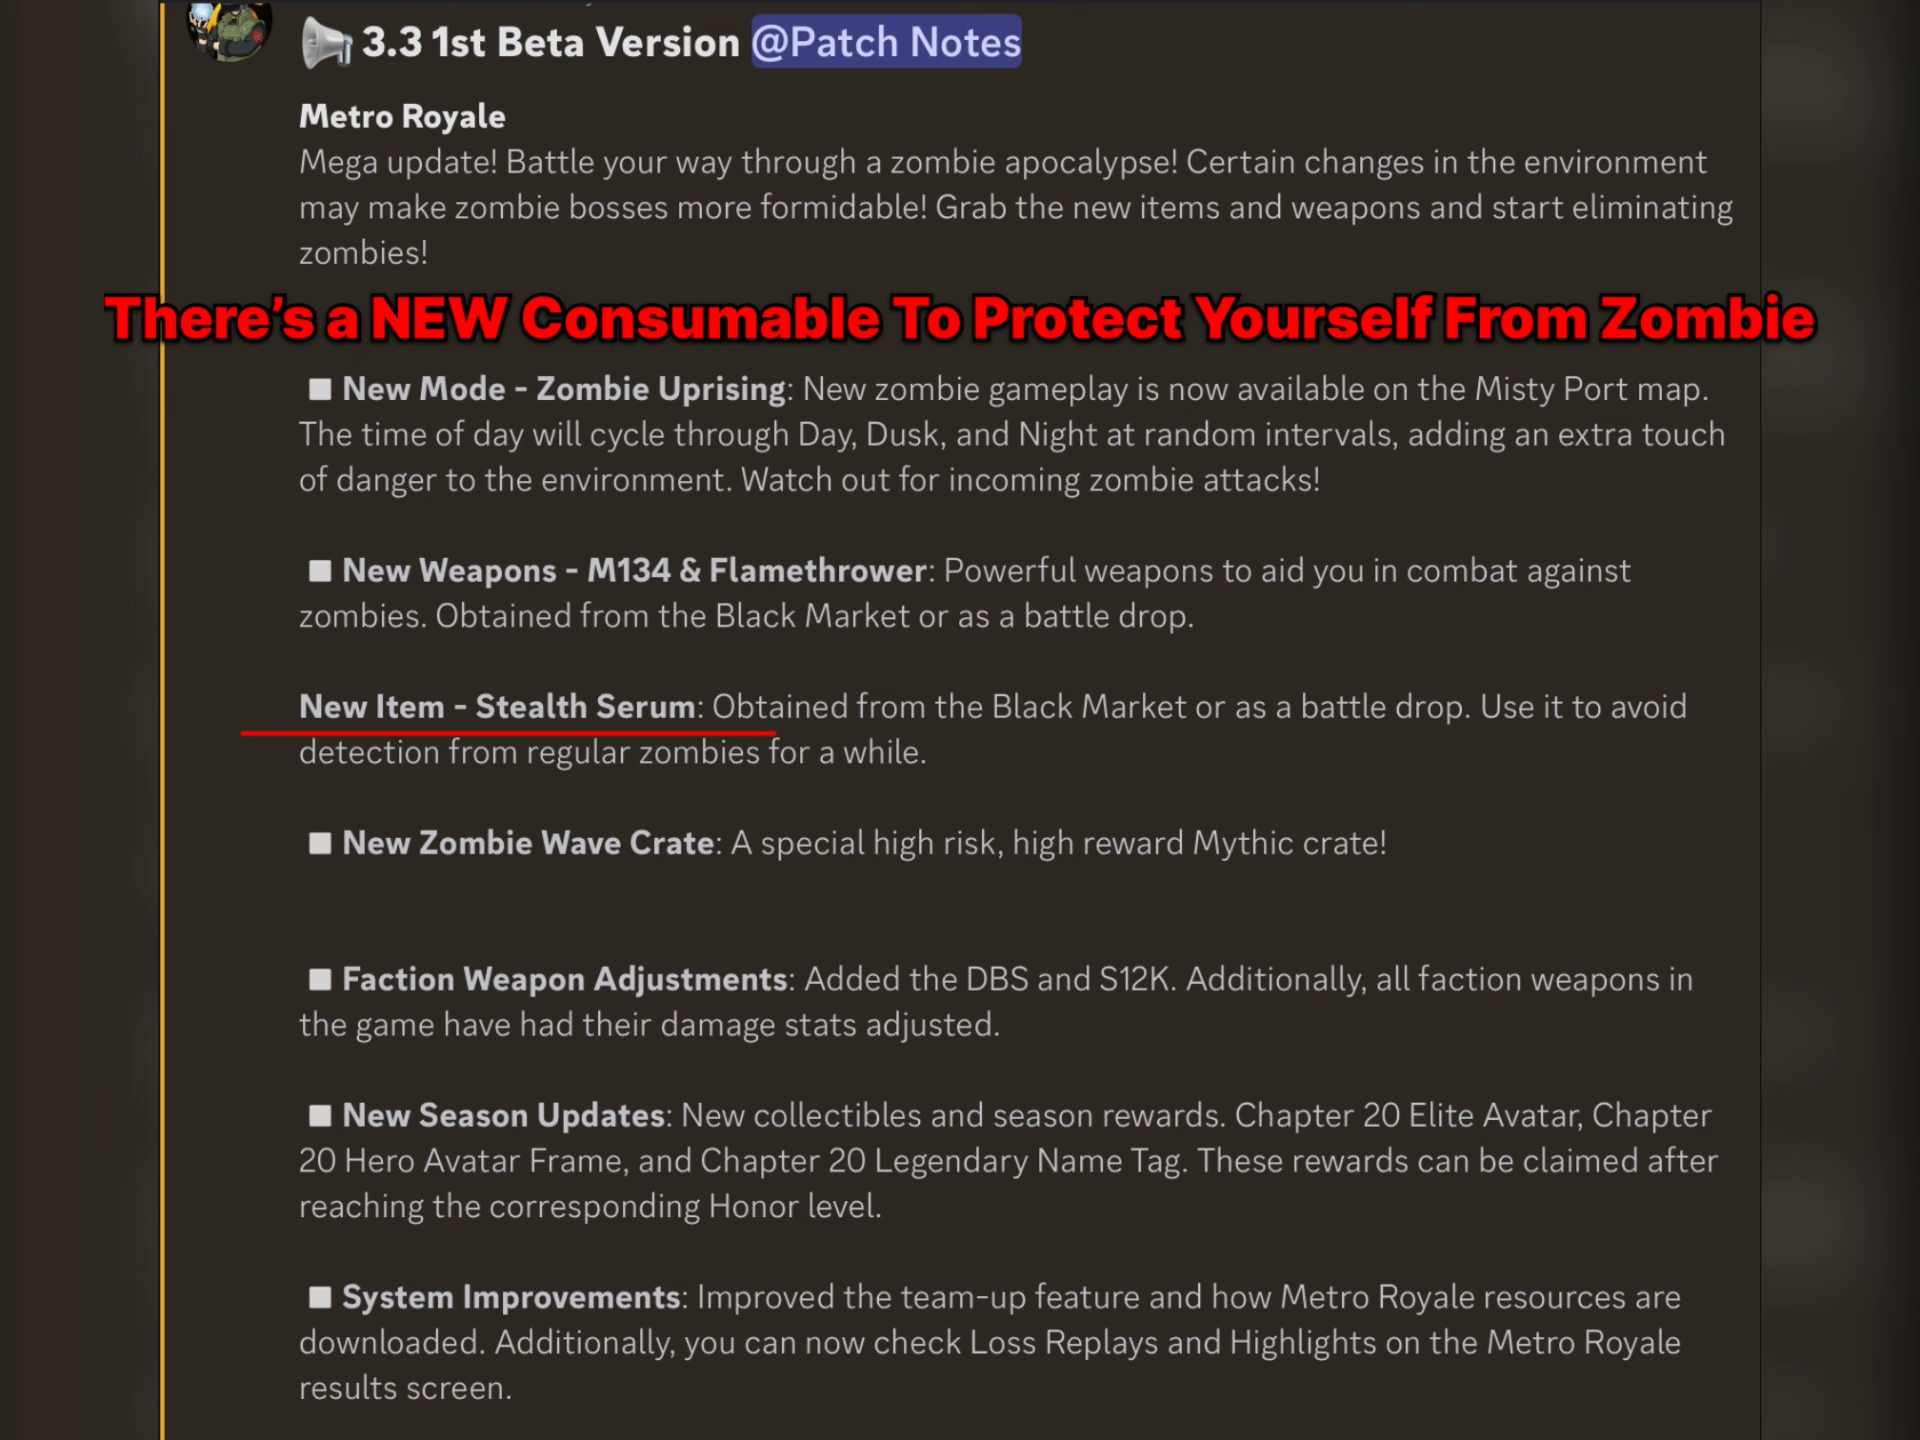 3.3 1st Beta Version @Patch Notes
Metro Royale
Mega update! Battle your way through a zombie apocalypse! Certain changes in the environment
may make zombie bosses more formidable! Grab the new items and weapons and start eliminating
zombies!
There's a NEW Consumable To Protect Yourself From Zombie
New Mode - Zombie Uprising: New zombie gameplay is now available on the Misty Port map.
The time of day will cycle through Day, Dusk, and Night at random intervals, adding an extra touch
of danger to the environment. Watch out for incoming zombie attacks!
New Weapons - M134 & Flamethrower: Powerful weapons to aid you in combat against
zombies. Obtained from the Black Market or as a battle drop.
New Item - Stealth Serum: Obtained from the Black Market or as a battle drop. Use it to avoid
detection from regular zombies for a while.
New Zombie Wave Crate: A special high risk, high reward Mythic crate!
Faction Weapon Adjustments: Added the DBS and S12K. Additionally, all faction weapons in
the game have had their damage stats adjusted.
New Season Updates: New collectibles and season rewards. Chapter 20 Elite Avatar, Chapter
20 Hero Avatar Frame, and Chapter 20 Legendary Name Tag. These rewards can be claimed after
reaching the corresponding Honor level.
System Improvements: Improved the team-up feature and how Metro Royale resources are
downloaded. Additionally, you can now check Loss Replays and Highlights on the Metro Royale
results screen.